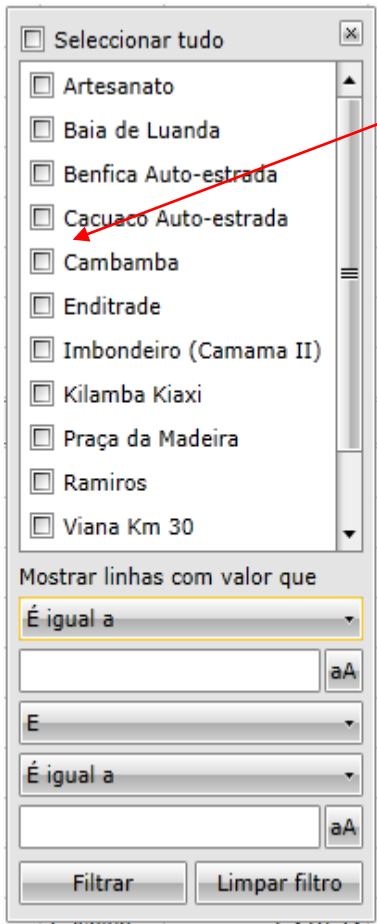 Seleccionar tudo
Artesanato
Baia de Luanda
Benfica Auto-estrada
Cacuaco Auto-estrada
Cambamba
Enditrade
Imbondeiro (Camama II)
Kilamba Kiaxi
Praça da Madeira
Ramiros
Viana Km 30
Mostrar linhas com valor que
É igual a
aA
E
É igual a
aA
Filtrar Limpar filtro